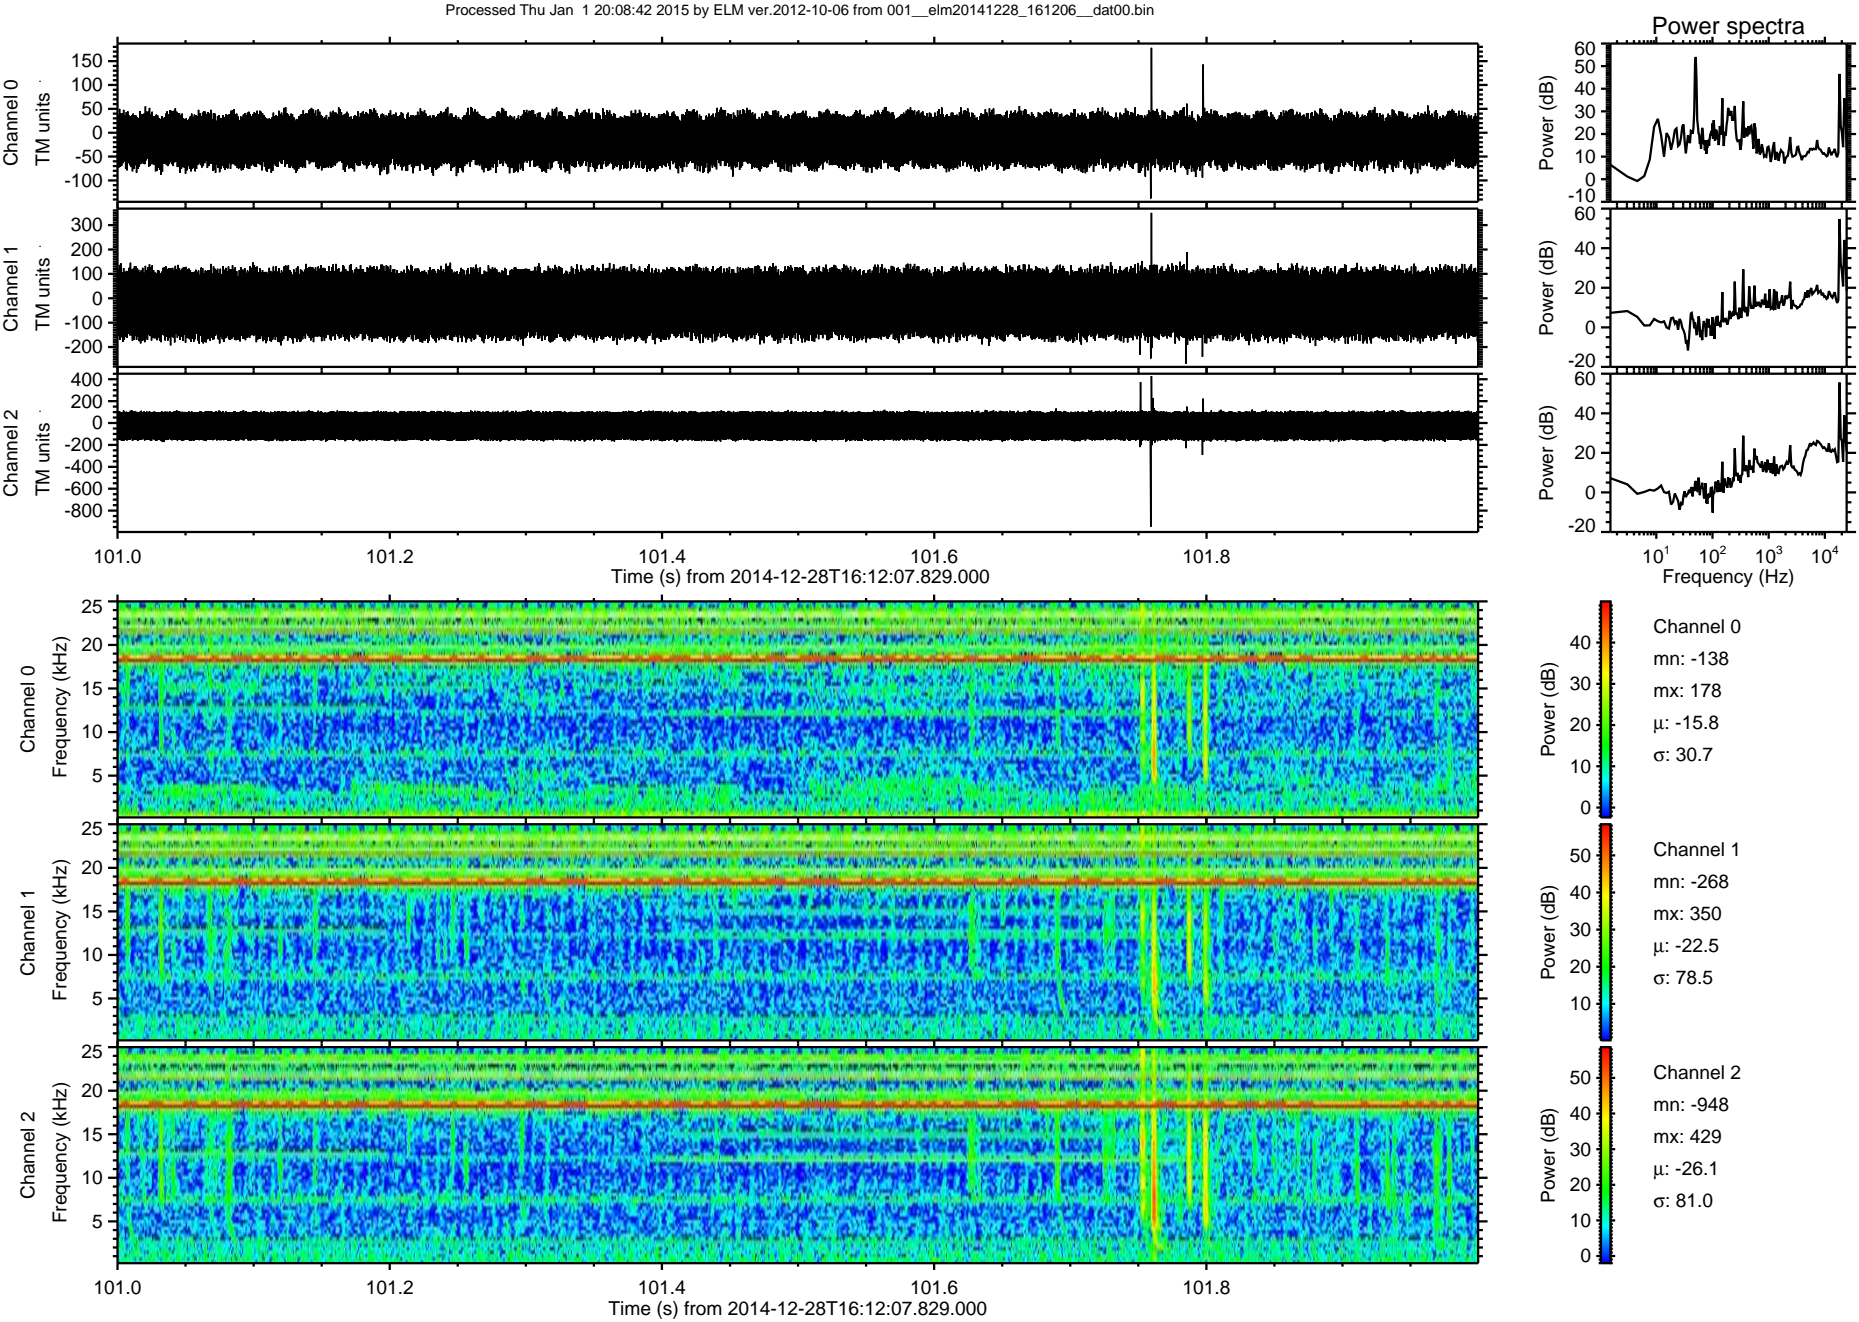 Processed Thu Jan  1 20:08:42 2015 by ELM ver.2012-10-06 from 001__elm20141228_161206__dat00.bin
Power spectra
Channel 0
TM units
150
100
50
0
-50
-100
Power (dB)
60
50
40
30
20
10
0
-10
Channel 1
TM units
300
200
100
0
-100
-200
Power (dB)
60
40
20
0
-20
Channel 2
TM units
400
200
0
-200
-400
-600
-800
Power (dB)
60
40
20
0
-20
101.0 101.2 101.4 101.6 101.8
Time (s) from 2014-12-28T16:12:07.829.000
10¹ 10² 10³ 10⁴
Frequency (Hz)
Channel 0
Frequency (kHz)
25
20
15
10
5
Power (dB)
40
30
20
10
0
Channel 0
mn: -138
mx: 178
μ: -15.8
σ: 30.7
Channel 1
Frequency (kHz)
25
20
15
10
5
Power (dB)
50
40
30
20
10
Channel 1
mn: -268
mx: 350
μ: -22.5
σ: 78.5
Channel 2
Frequency (kHz)
25
20
15
10
5
Power (dB)
50
40
30
20
10
0
Channel 2
mn: -948
mx: 429
μ: -26.1
σ: 81.0
101.0 101.2 101.4 101.6 101.8
Time (s) from 2014-12-28T16:12:07.829.000